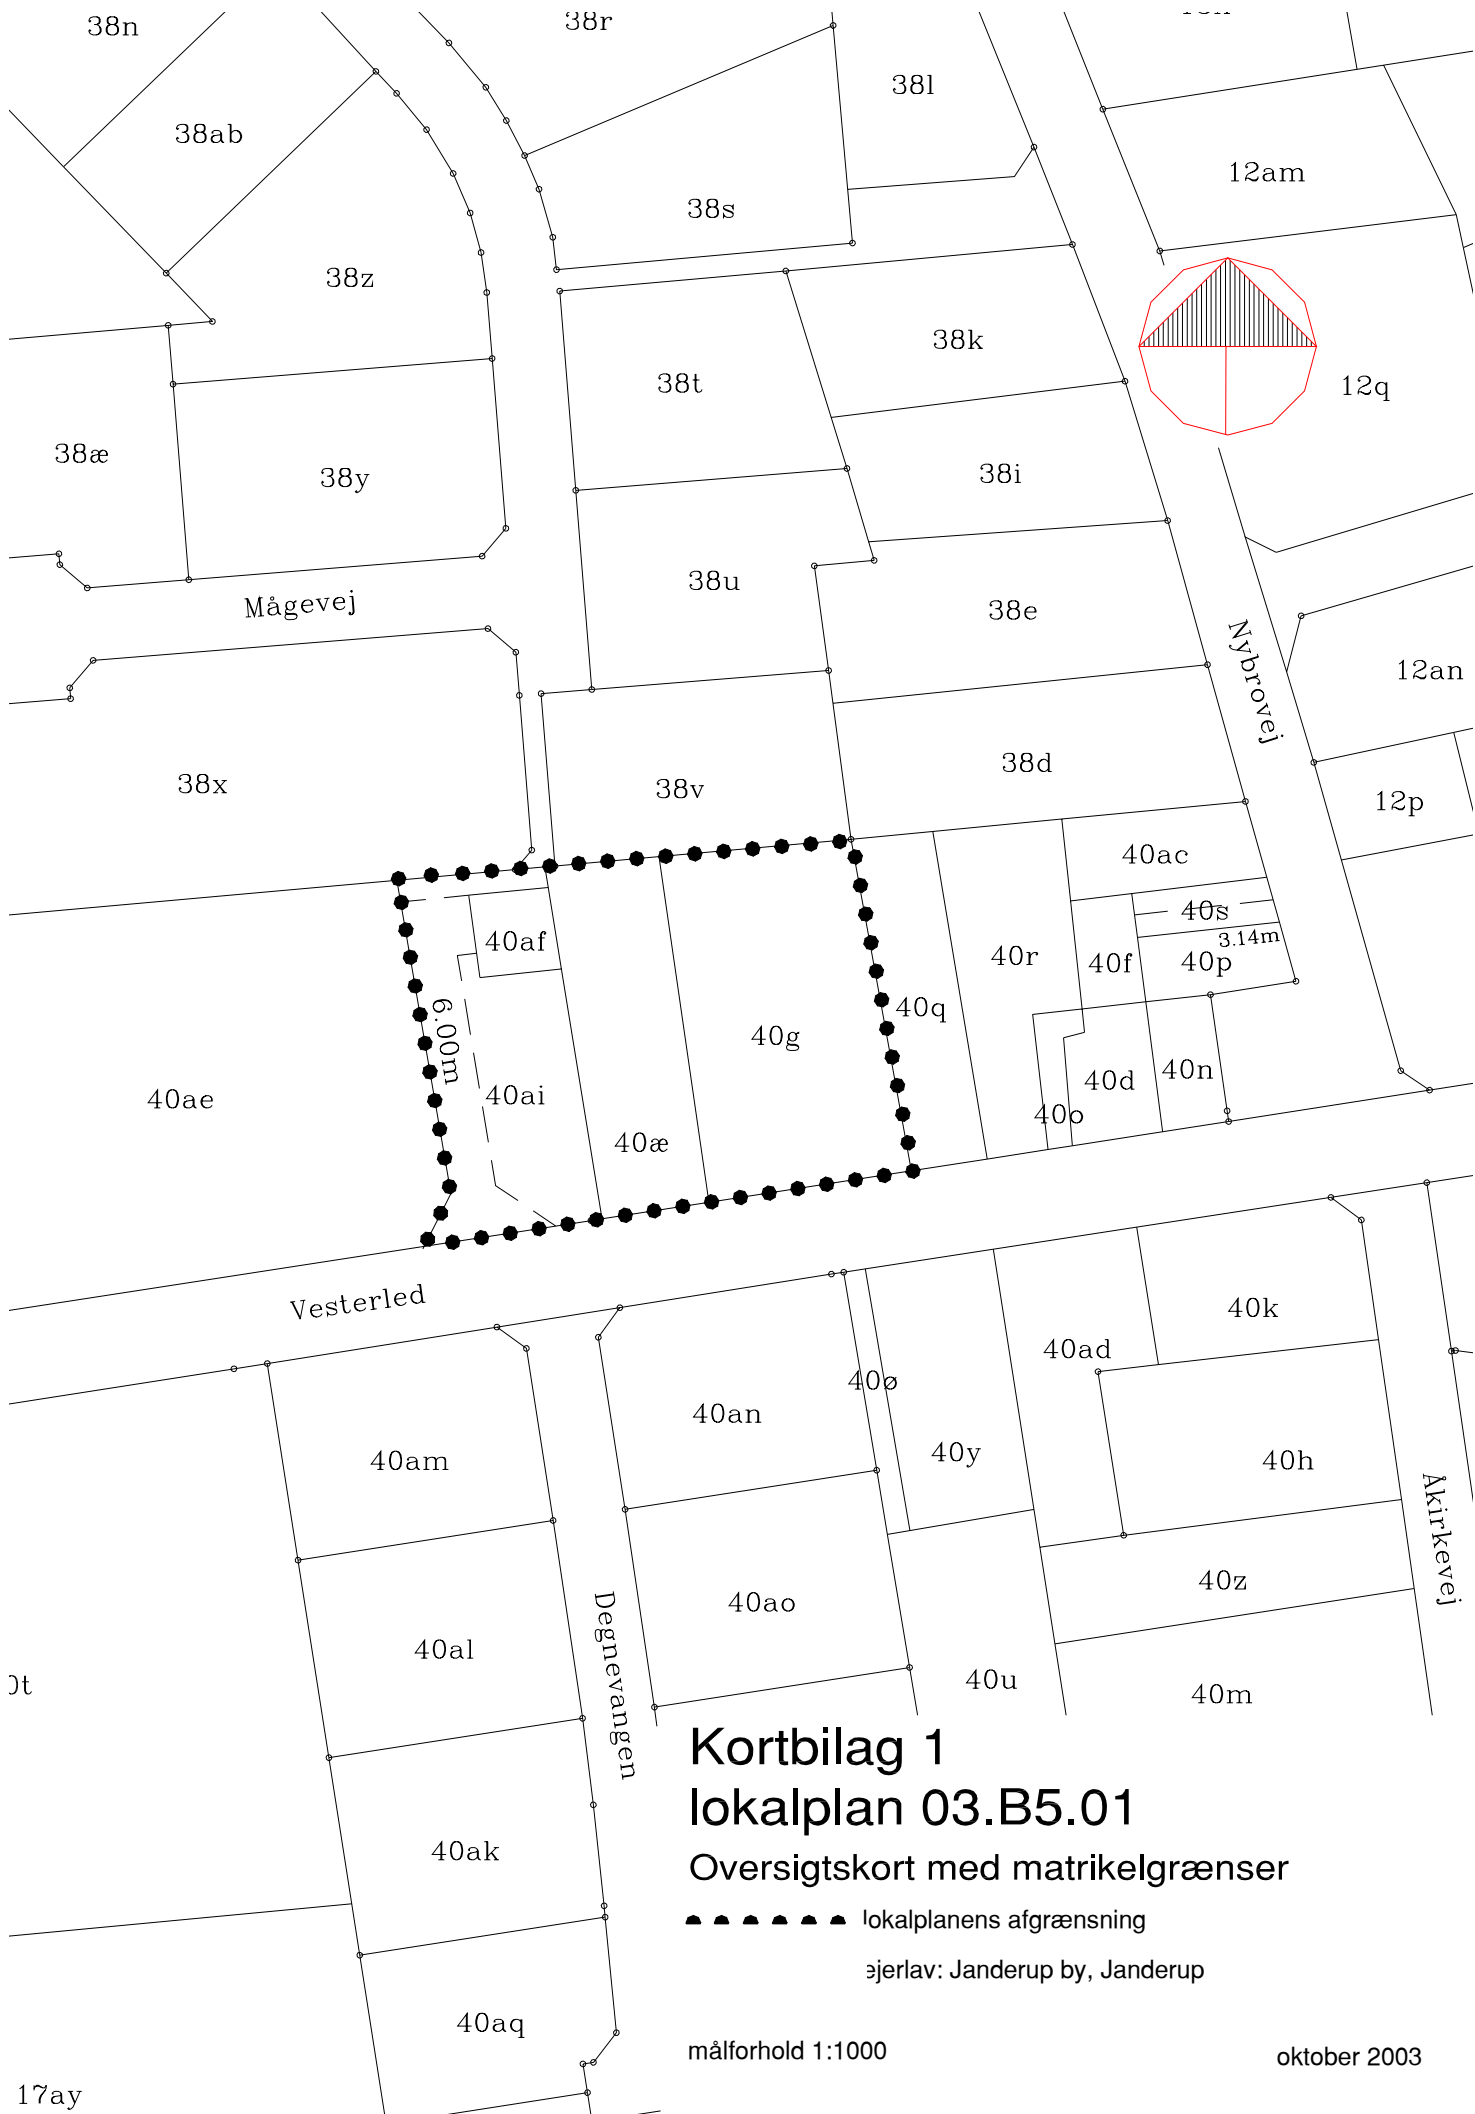 38n
38r
38l
38ab
12am
38s
38z
38k
38t
12q
38æ
38y
38i
38u
Mågevej
38e
Nybrovej
12an
38x
38v
38d
12p
40ac
40s
3.14m
40af
40r
40f
40p
6.00m
40q
40g
40ae
40ai
40d
40n
40o
40æ
Vesterled
40k
40ad
40ø
40an
40y
40am
40h
Åkirkevej
40z
40ao
Degnevangen
40al
40u
40m
Kortbilag 1
lokalplan 03.B5.01
40ak
Oversigtskort med matrikelgrænser
lokalplanens afgrænsning
ejerlav: Janderup by, Janderup
40aq
målforhold 1:1000
oktober 2003
17ay